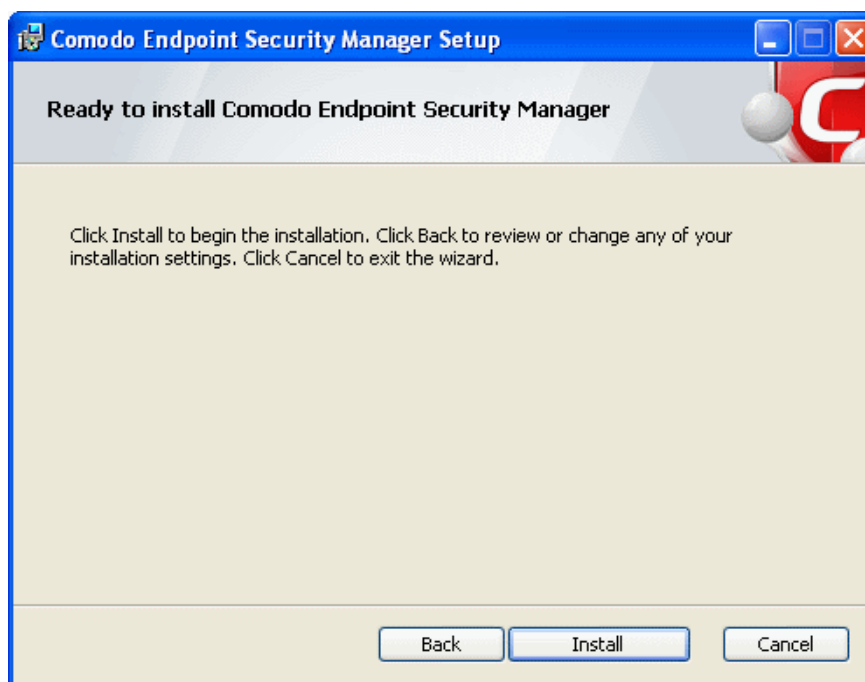 Comodo Endpoint Security Manager Setup
Ready to install Comodo Endpoint Security Manager
Click Install to begin the installation. Click Back to review or change any of your
installation settings. Click Cancel to exit the wizard.
Back
Install
Cancel